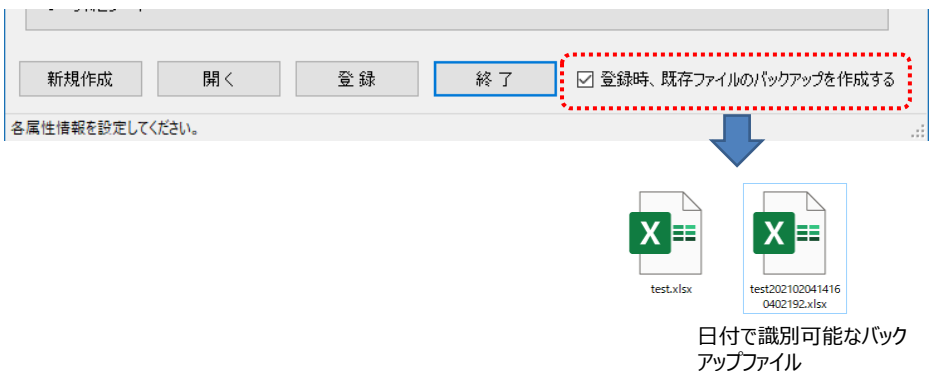 新規作成
開く
登録
終了
登録時、既存ファイルのバックアップを作成する
各属性情報を設定してください。
X
X
test.xlsx
test202102041416
0402192.xlsx
日付で識別可能なバック
アップファイル